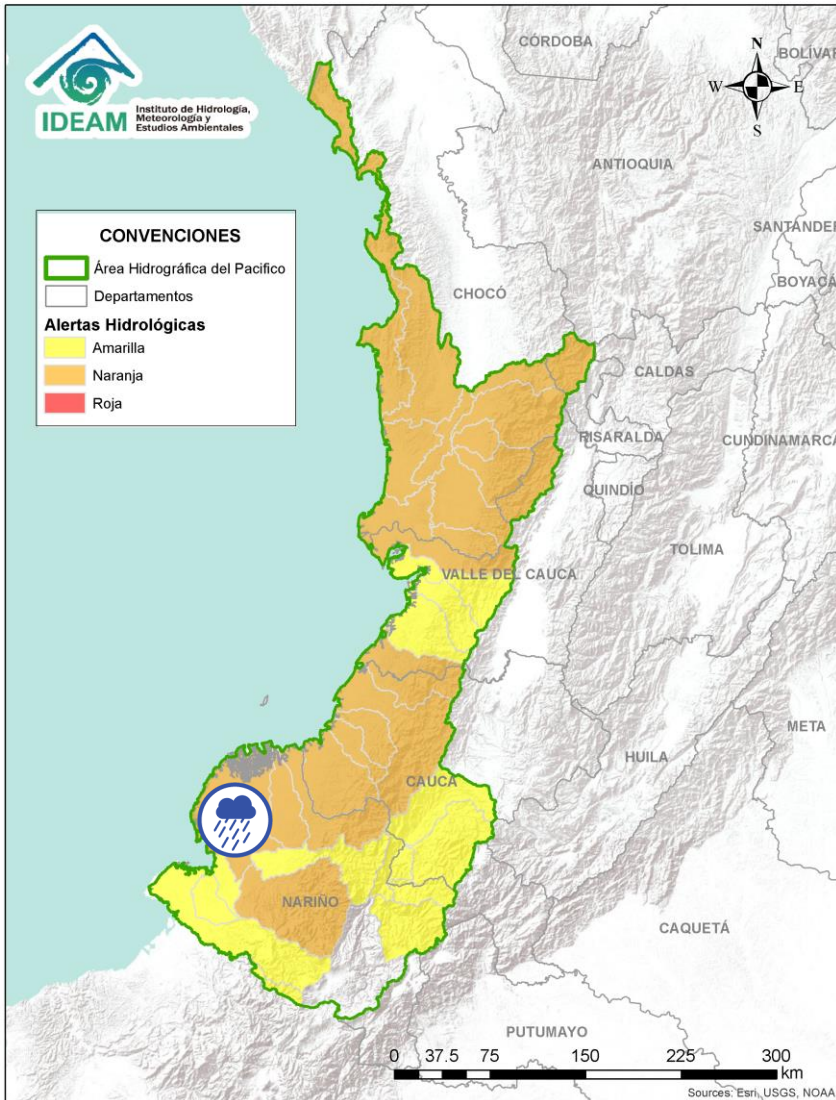 IDEAM
Instituto de Hidrología,
Meteorología y
Estudios Ambientales
CÓRDOBA
BOLÍVAR
N
W
E
S
ANTIOQUIA
SANTANDER
BOYACÁ
CONVENCIONES
Área Hidrográfica del Pacifico
Departamentos
Alertas Hidrológicas
Amarilla
Naranja
Roja
CHOCÓ
CALDAS
RISARALDA
CUNDINAMARCA
QUINDÍO
TOLIMA
VALLE DEL CAUCA
META
HUILA
CAUCA
NARIÑO
CAQUETÁ
PUTUMAYO
0 37.5 75 150 225 300
km
Sources: Esri, USGS, NOAA